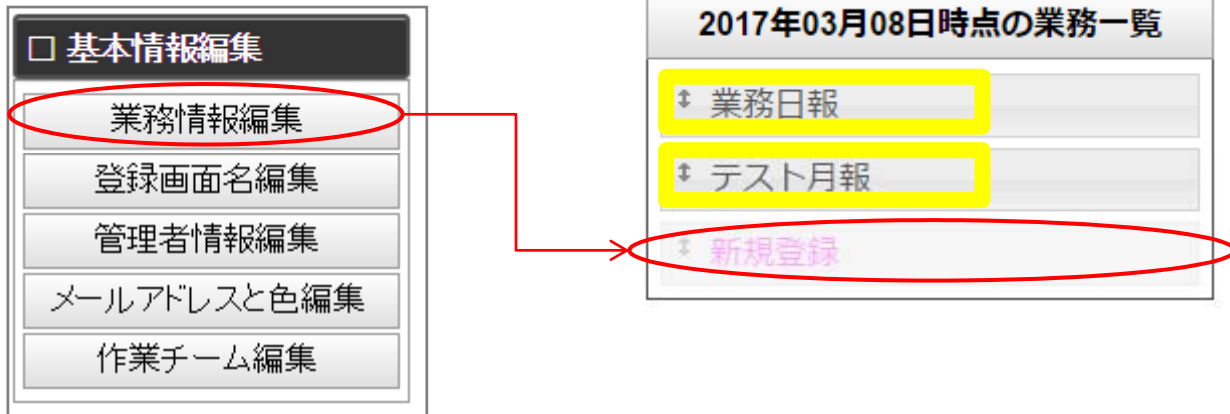 □ 基本情報編集
業務情報編集
登録画面名編集
管理者情報編集
メールアドレスと色編集
作業チーム編集
2017年03月08日時点の業務一覧
業務日報
テスト月報
新規登録